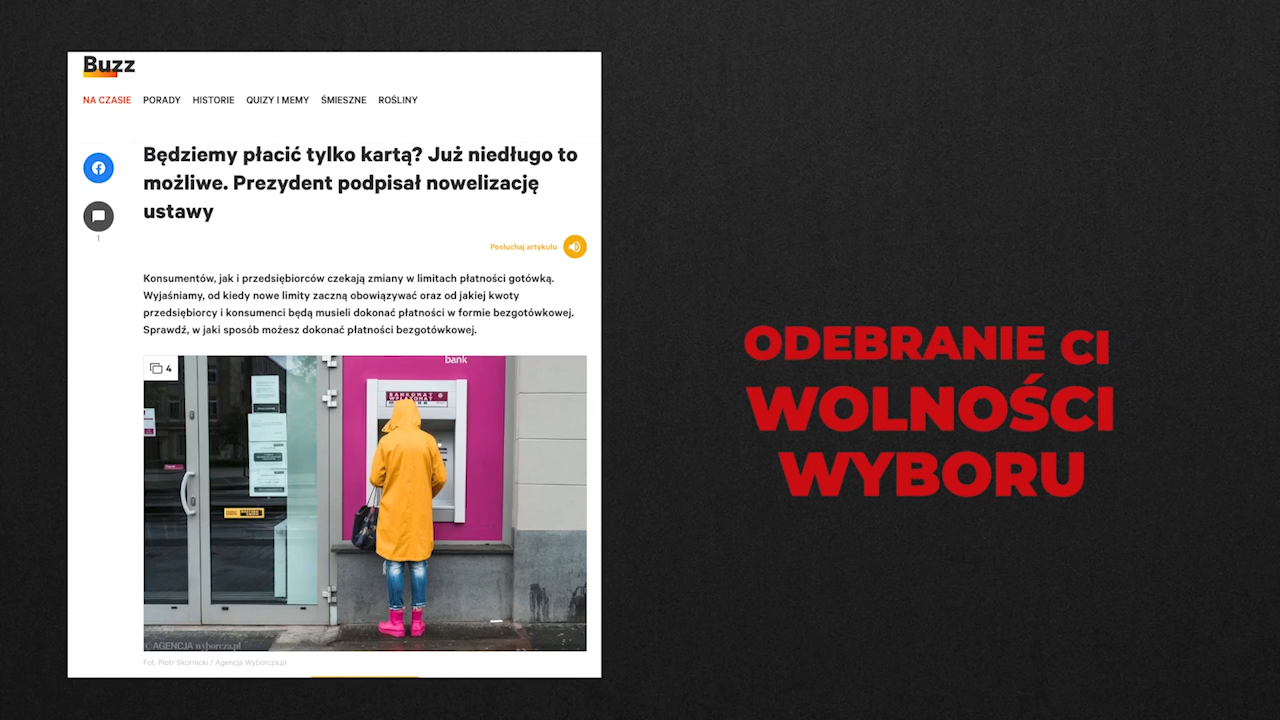 Buzz
NA CZASIE PORADY HISTORIE QUIZY I MEMY ŚMIESZNE ROŚLINY
Będziemy płacić tylko kartą? Już niedługo to
możliwe. Prezydent podpisał nowelizację
ustawy
1
Posłuchaj artykułu
Konsumentów, jak i przedsiębiorców czekają zmiany w limitach płatności gotówką.
Wyjaśniamy, od kiedy nowe limity zaczną obowiązywać oraz od jakiej kwoty
przedsiębiorcy i konsumenci będą musieli dokonać płatności w formie bezgotówkowej.
Sprawdź, w jaki sposób możesz dokonać płatności bezgotówkowej.
4
bank
BANKOMAT
WPŁATOMAT
©AGENCJA wyborcza.pl
Fot. Piotr Skornicki / Agencja Wyborcza.pl
ODEBRANIE CI
WOLNOŚCI
WYBORU